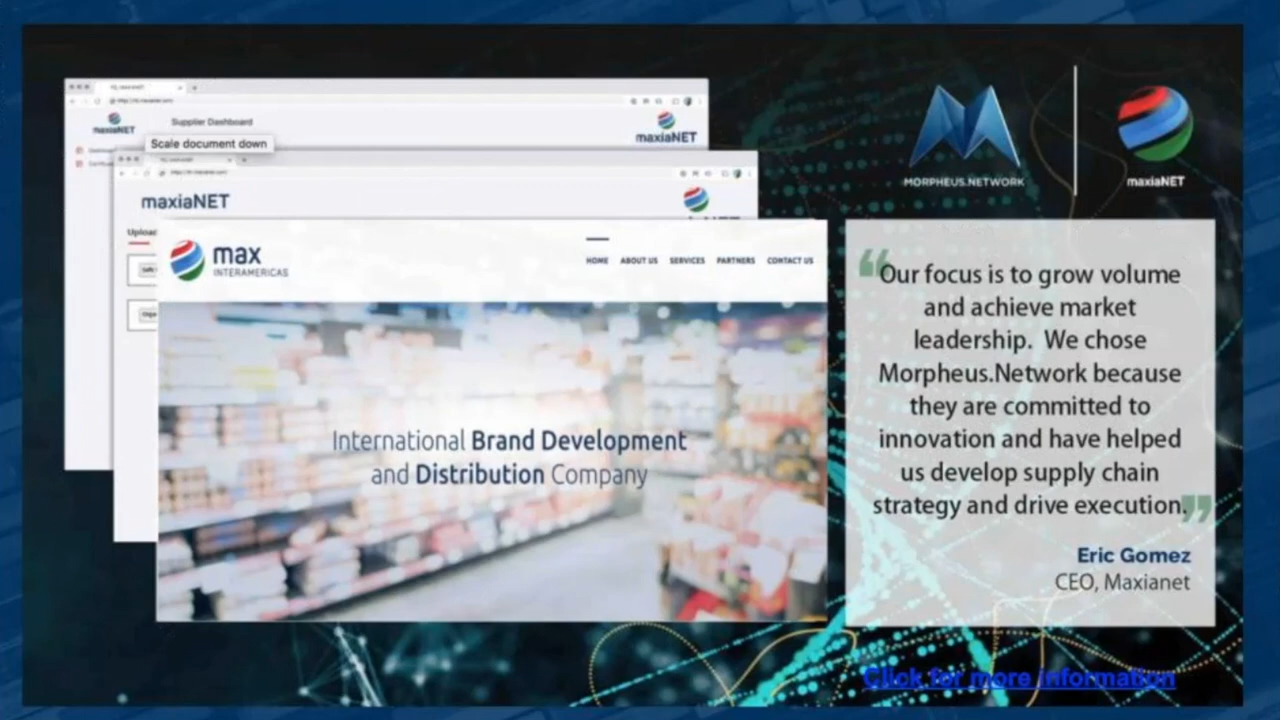 maxiaNET
Supplier Dashboard
maxiaNET
Scale document down
maxiaNET
Upload
max
INTERAMERICAS
HOME ABOUT US SERVICES PARTNERS CONTACT US
International Brand Development
and Distribution Company
MORPHEUS.NETWORK
maxiaNET
“Our focus is to grow volume
and achieve market
leadership. We chose
Morpheus.Network because
they are committed to
innovation and have helped
us develop supply chain
strategy and drive execution.”
Eric Gomez
CEO, Maxianet
Click for more information